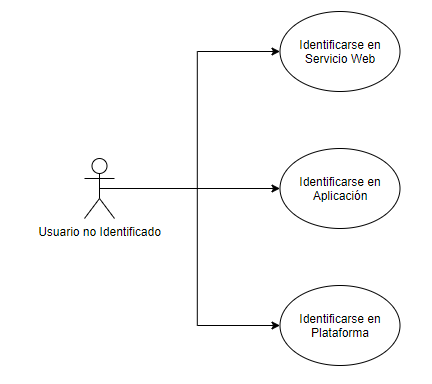 Identificarse en
Servicio Web
Identificarse en
Aplicación
Usuario no Identificado
Identificarse en
Plataforma